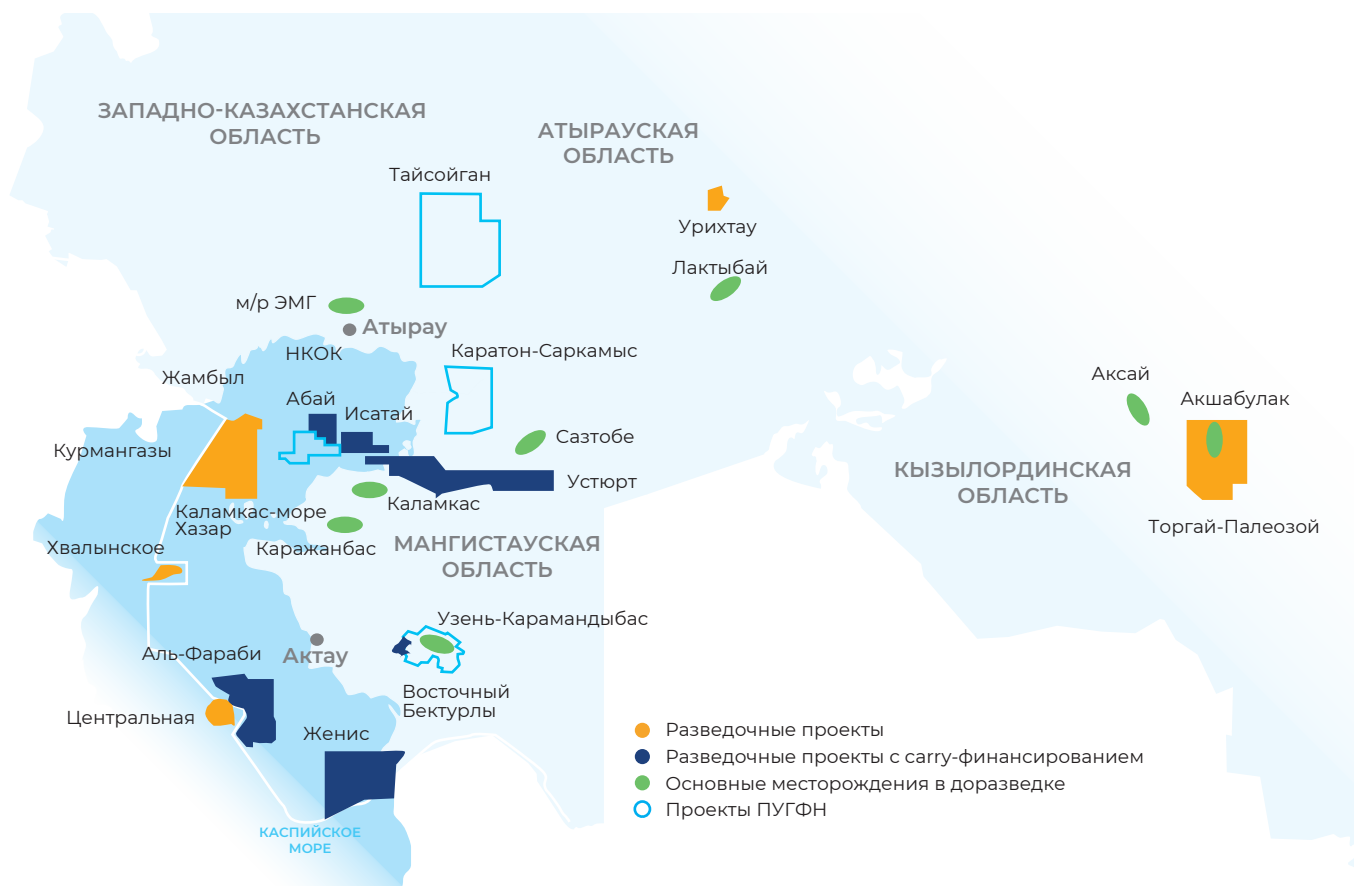 ЗАПАДНО-КАЗАХСТАНСКАЯ
ОБЛАСТЬ
АТЫРАУСКАЯ
ОБЛАСТЬ
Тайсойган
Урихтау
Лактыбай
м/р ЭМГ
Атырау
НКОК
Каратон-Саркамыс
Жамбыл
Абай
Исатай
Аксай
Акшабулак
Курмангазы
Сазтобе
Устюрт
КЫЗЫЛОРДИНСКАЯ
ОБЛАСТЬ
Каламкас
Каламкас-море
Хазар
Торгай-Палеозой
Хвалынское
Каражанбас
МАНГИСТАУСКАЯ
ОБЛАСТЬ
Узень-Карамандыбас
Аль-Фараби
Актау
Восточный
Бектурлы
Центральная
Женис
Разведочные проекты
Разведочные проекты с carry-финансированием
Основные месторождения в доразведке
Проекты ПУГФН
КАСПИЙСКОЕ
МОРЕ